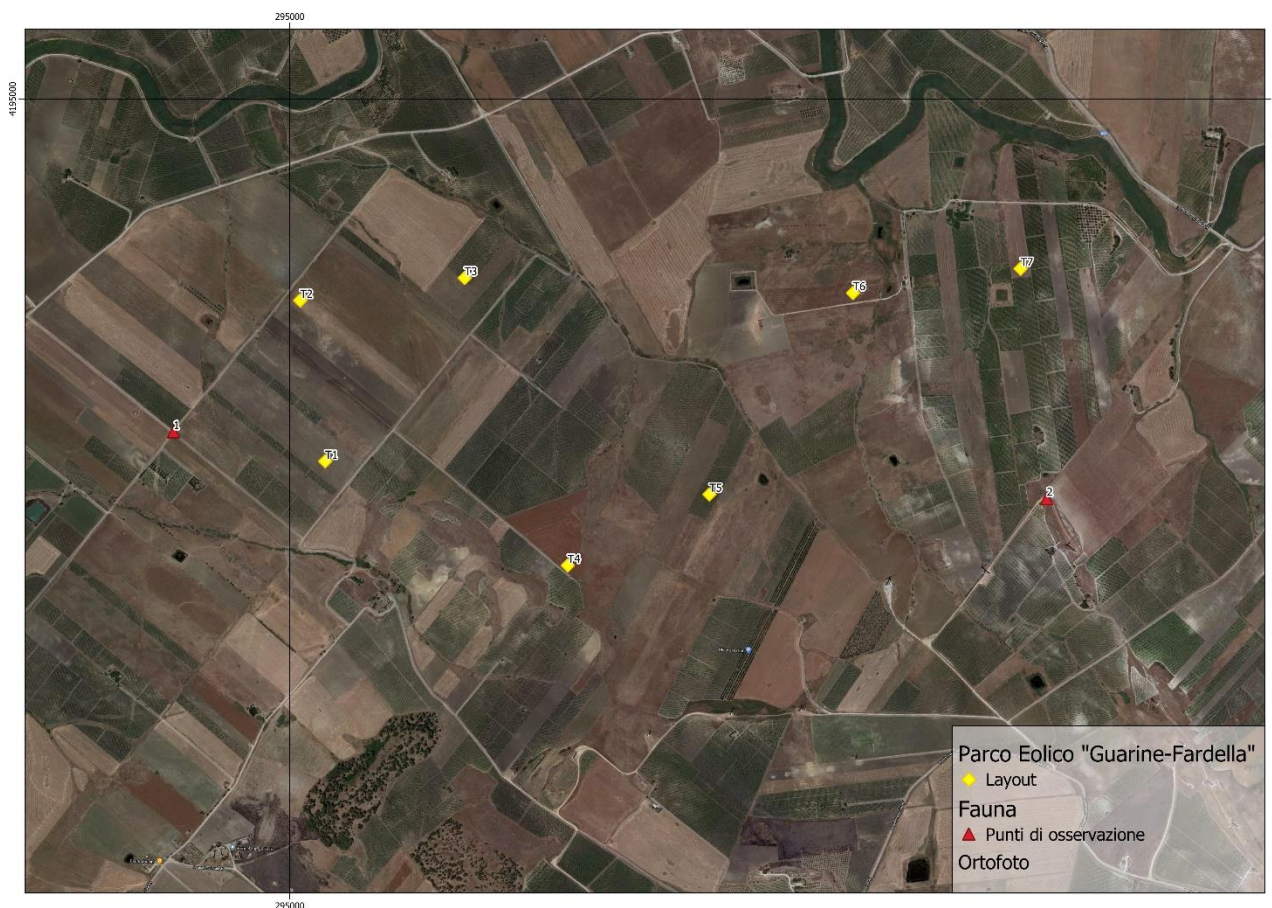 295000
4195000
T7
T3
T6
T2
1
T1
T5
2
T4
Parco Eolico "Guarine-Fardella"
Layout
Fauna
Punti di osservazione
Ortofoto
295000